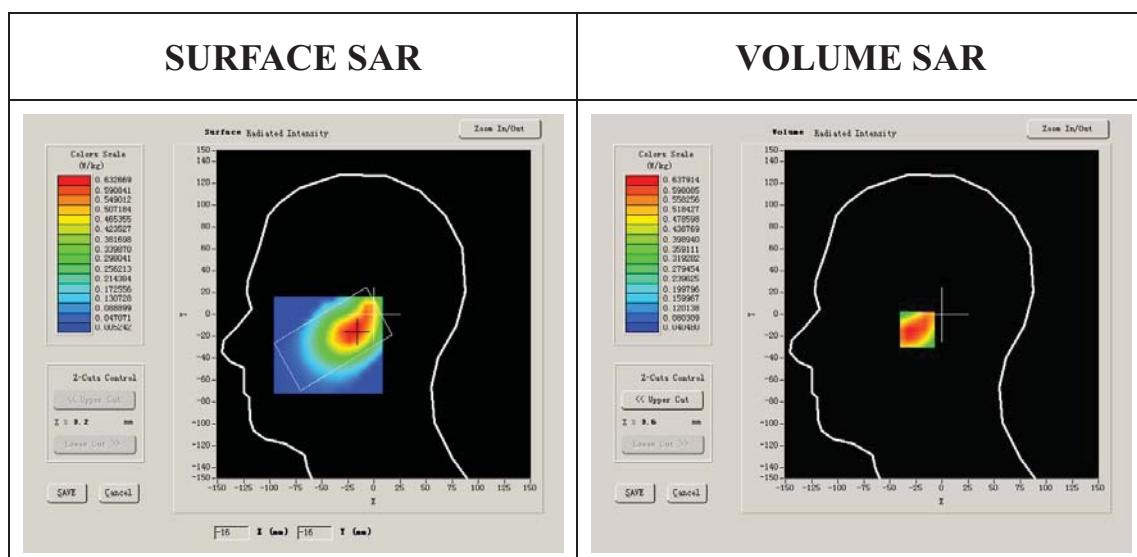 SURFACE SAR
VOLUME SAR
Surface Radiated Intensity
Zoom In/Out
Colors Scale
(W/kg)
0.632669
0.590841
0.549012
0.507184
0.465355
0.423527
0.381698
0.339870
0.298041
0.256213
0.214384
0.172556
0.130728
0.088899
0.047071
0.005242
150
140
120
100
80
60
40
20
0
-20
-40
-60
-80
-100
-120
-140
-150
Y
-150 -125 -100 -75 -50 -25 0 25 50 75 100 125 150
X
Z-Cuts Control
<< Upper Cut
Lower Cut >>
SAVE
Cancel
-16 X (mm) -16 Y (mm)
Volume Radiated Intensity
Zoom In/Out
Colors Scale
(W/kg)
0.637914
0.598085
0.558256
0.518427
0.478598
0.438769
0.398940
0.359111
0.319282
0.279454
0.239625
0.199796
0.159967
0.120138
0.080309
0.040480
150
140
120
100
80
60
40
20
0
-20
-40
-60
-80
-100
-120
-140
-150
Y
-150 -125 -100 -75 -50 -25 0 25 50 75 100 125 150
X
Z-Cuts Control
<< Upper Cut
Lower Cut >>
SAVE
Cancel